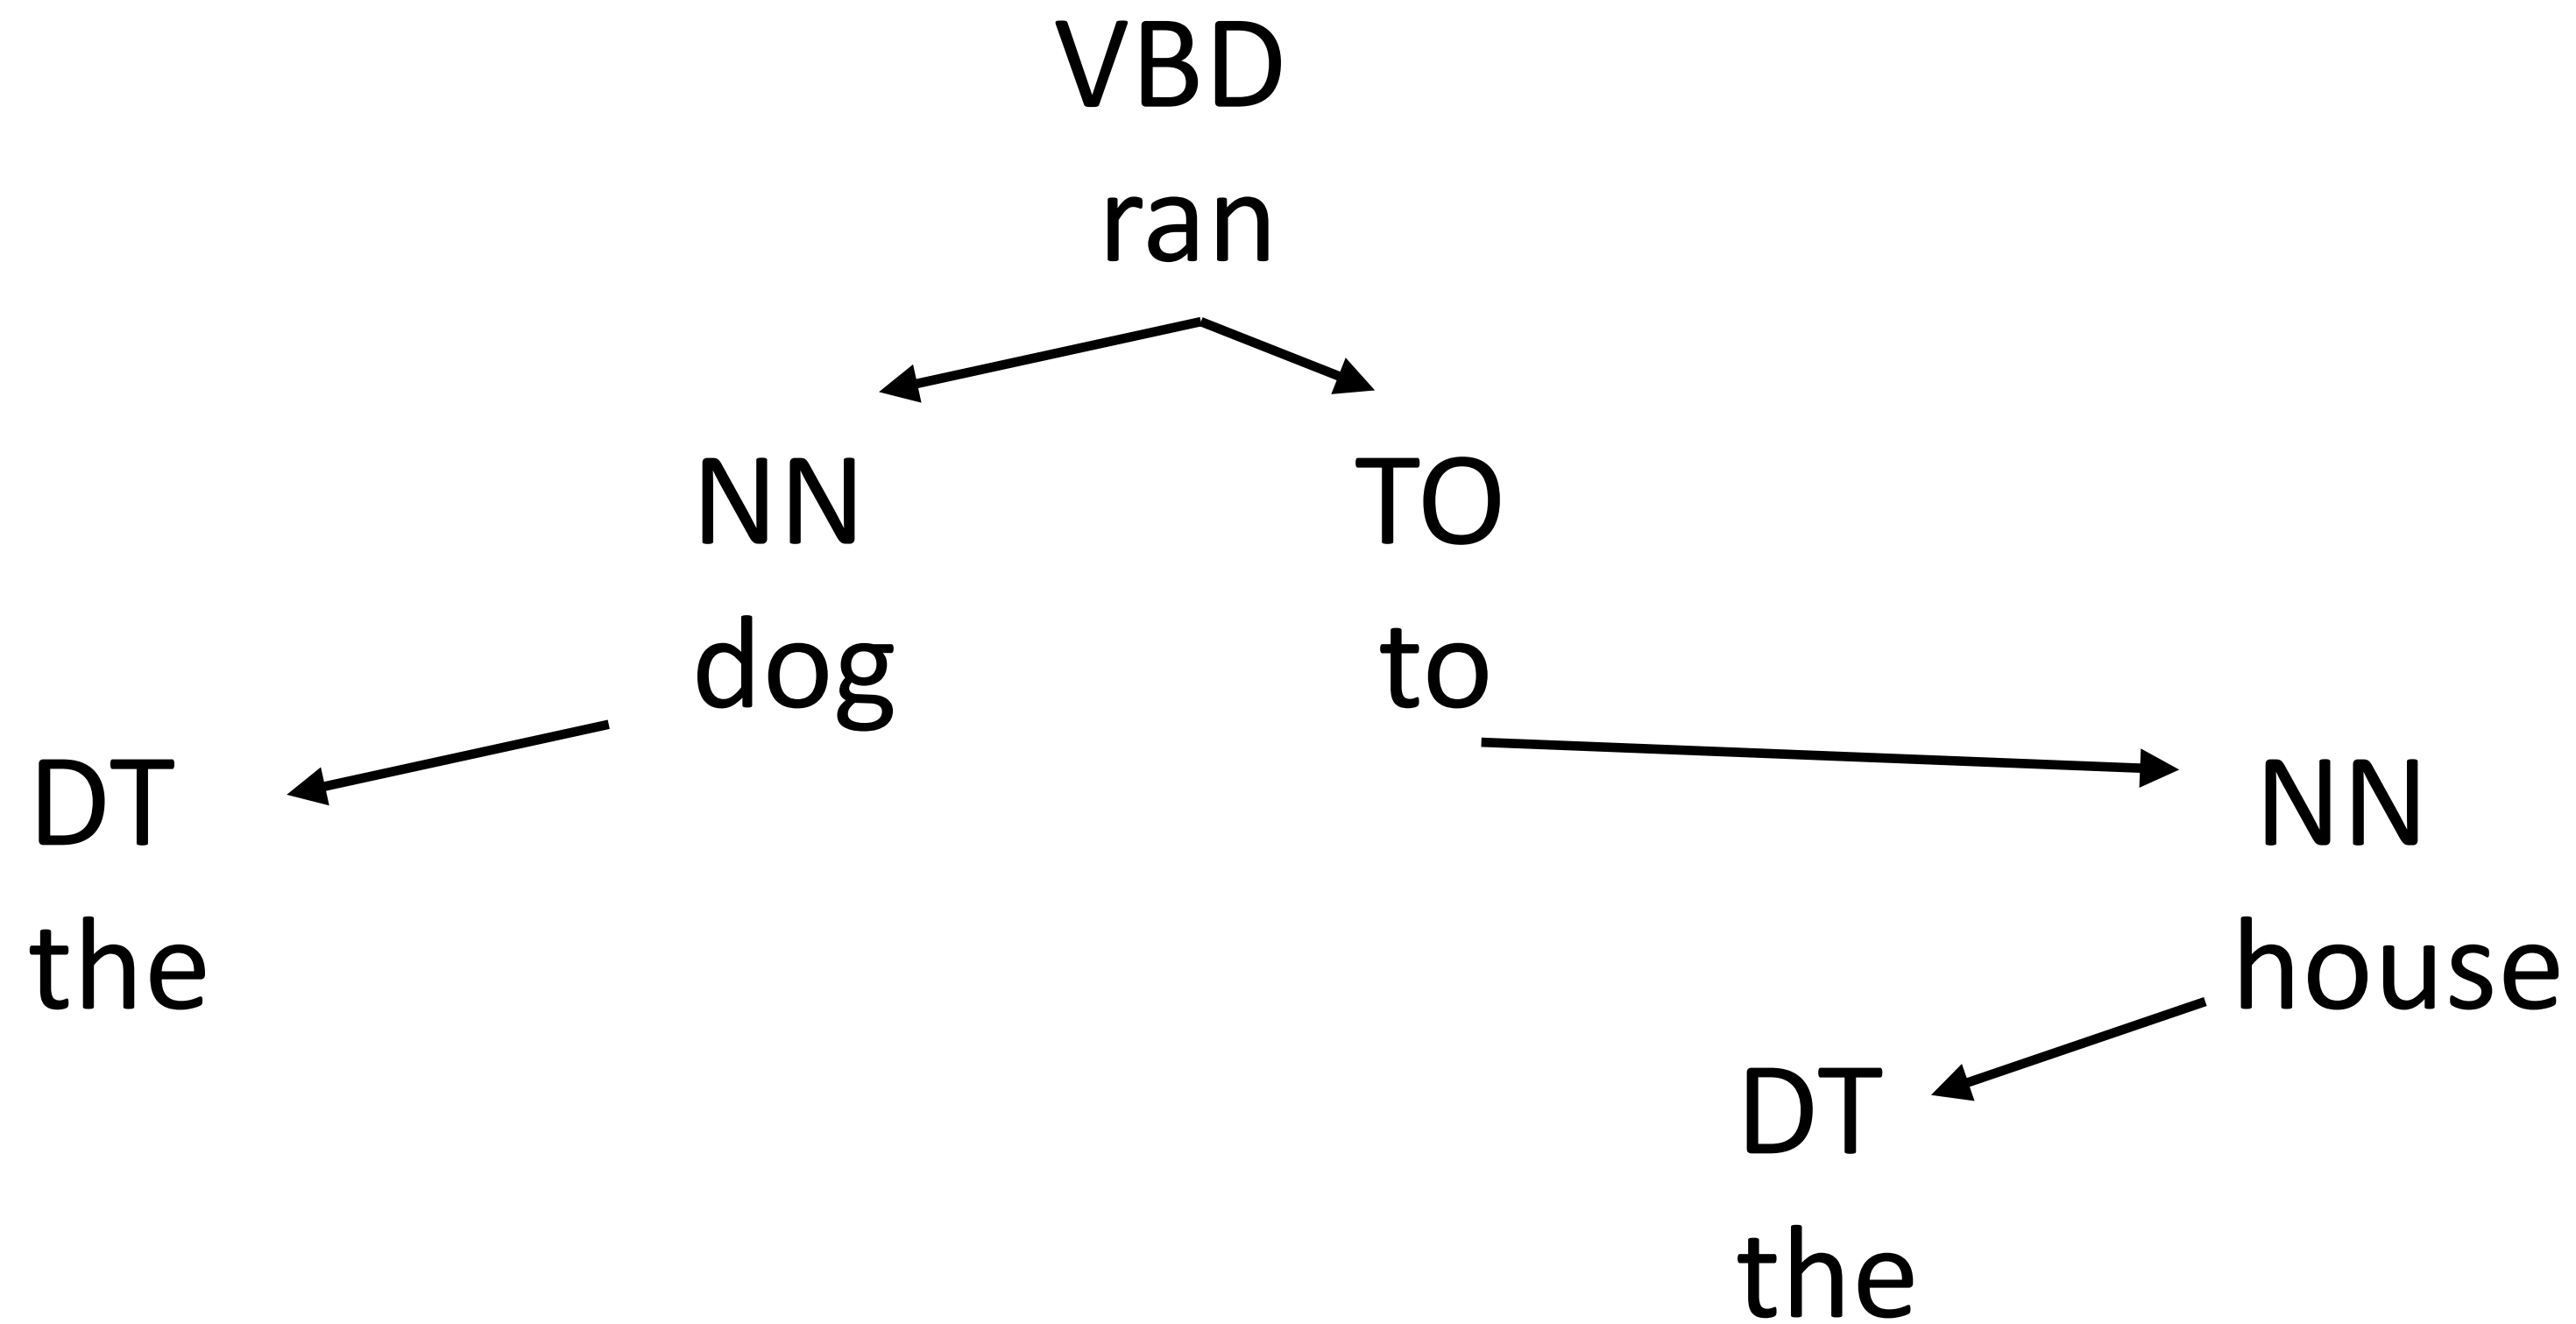 VBD
ran
NN TO
dog to
DT NN
the house
DT
the